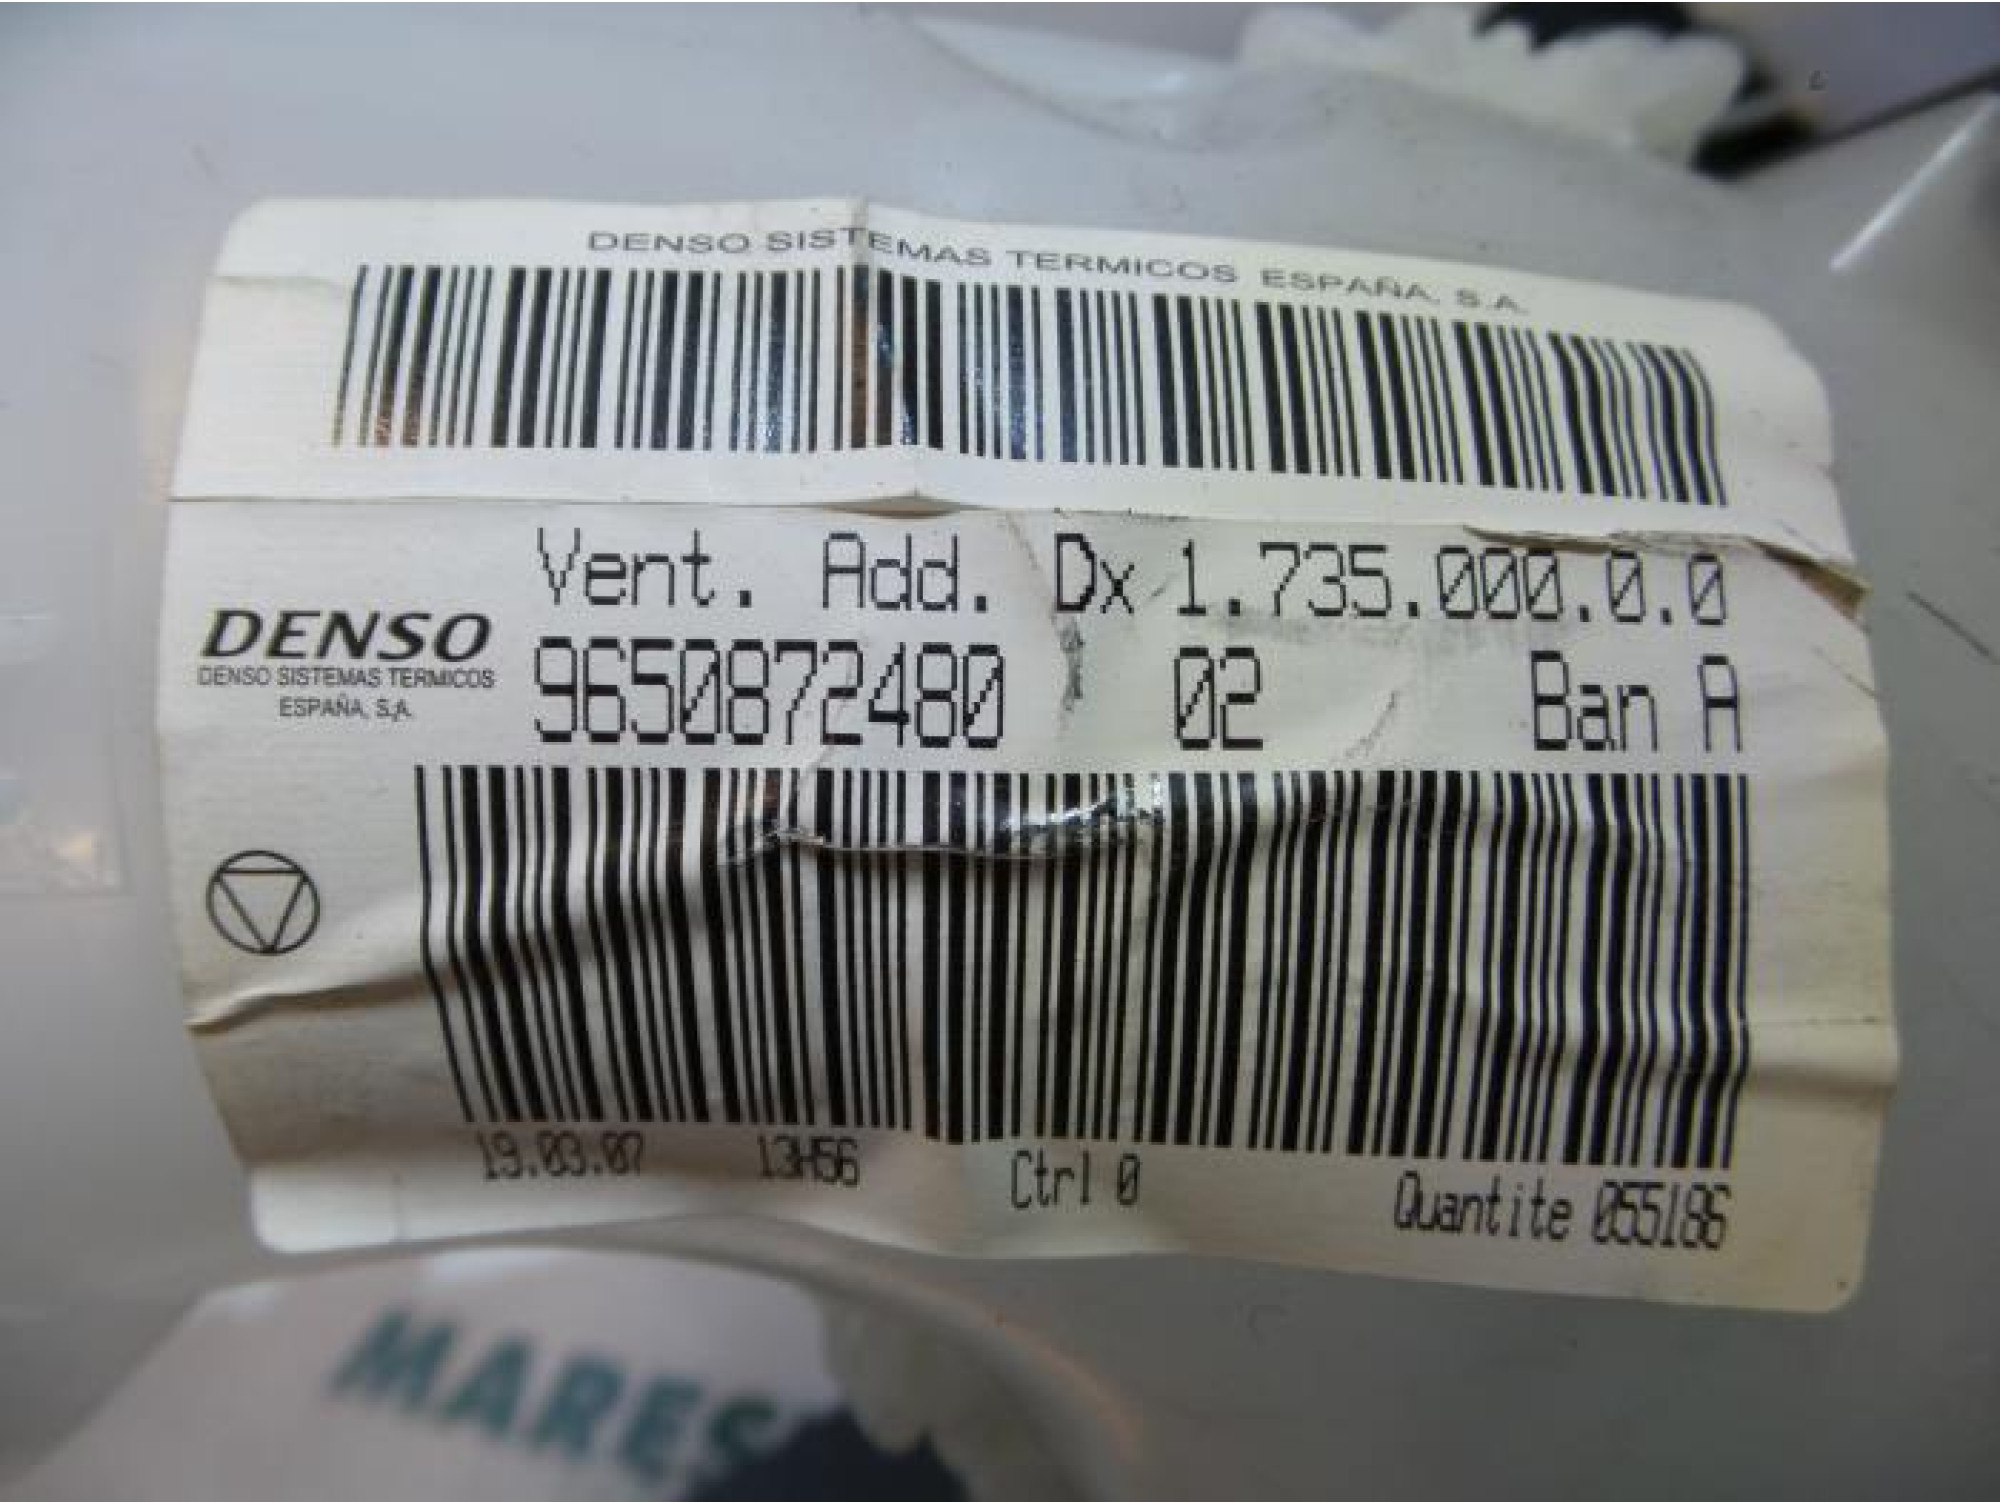 DENSO SISTEMAS TERMICOS ESPAÑA, S.A.
Vent. Add. Dx 1.735.000.0.0
DENSO
DENSO SISTEMAS TERMICOS
ESPAÑA, S.A.
9650872480 02 Ban A
19.03.07 13H56 Ctrl 0 Quantite 055186
MARES